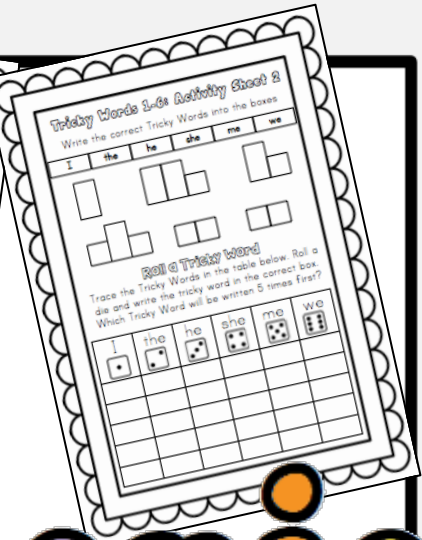 Tricky Words 1-6: Activity Sheet 2
Write the correct Tricky Words into the boxes
I the he she me we
Roll a Tricky Word
Trace the Tricky Words in the table below. Roll a
die and write the tricky word in the correct box.
Which Tricky Word will be written 5 times first?
I the he she me we